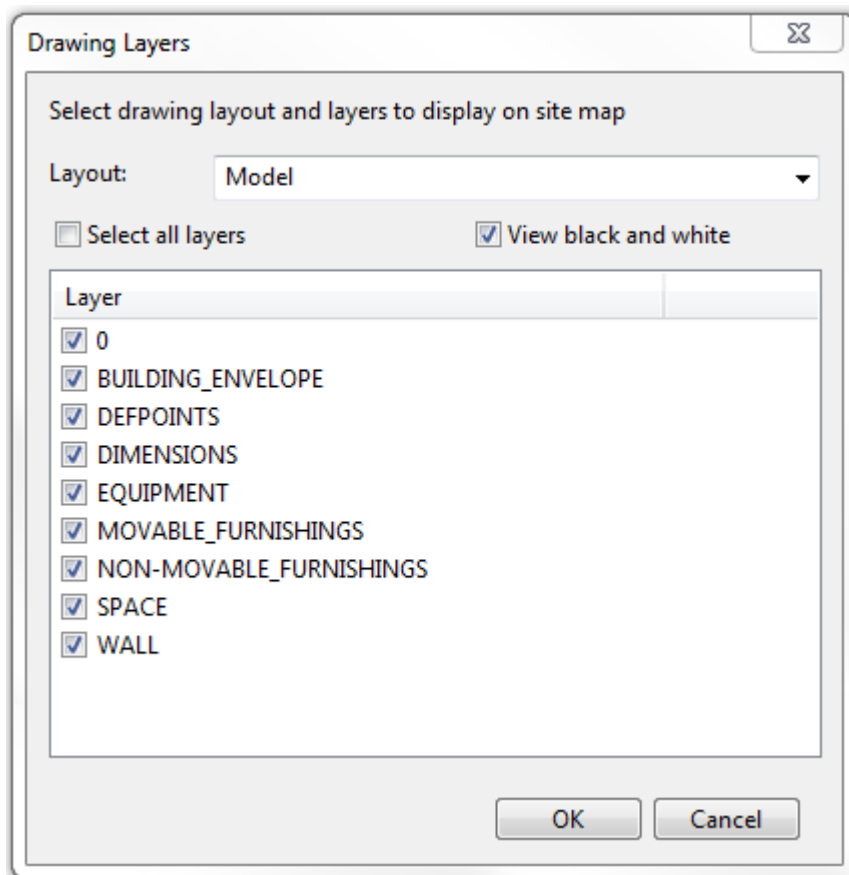 Drawing Layers
Select drawing layout and layers to display on site map
Layout: Model
Select all layers View black and white
Layer
0
BUILDING_ENVELOPE
DEFPOINTS
DIMENSIONS
EQUIPMENT
MOVABLE_FURNISHINGS
NON-MOVABLE_FURNISHINGS
SPACE
WALL
OK Cancel